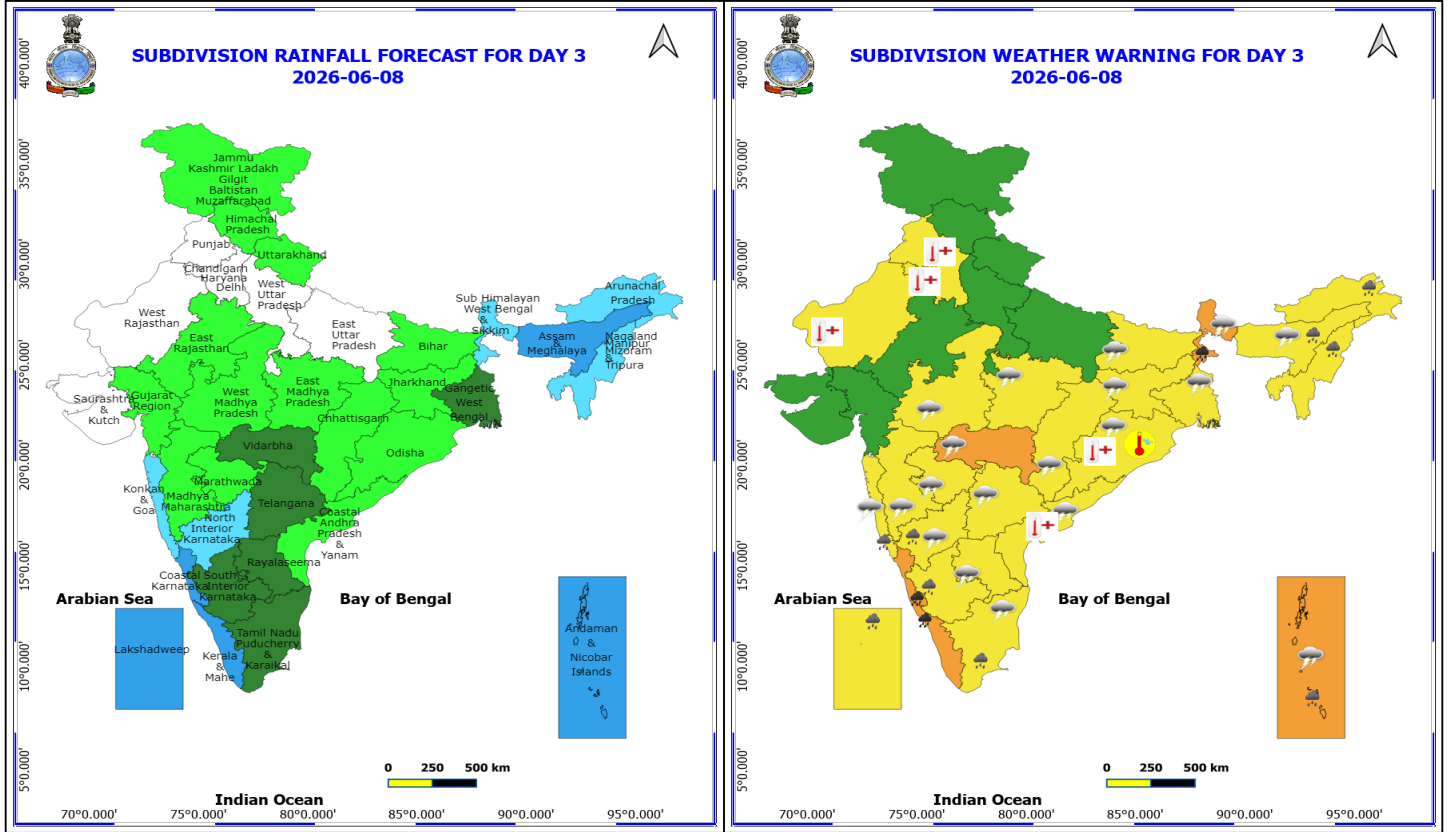 SUBDIVISION RAINFALL FORECAST FOR DAY 3
2026-06-08
40°0.000'
35°0.000'
30°0.000'
25°0.000'
20°0.000'
15°0.000'
10°0.000'
5°0.000'
Jammu
Kashmir Ladakh
Gilgit
Baltistan
Muzaffarabad
Himachal
Pradesh
Punjab
Uttarakhand
Chandigarh
Haryana
Delhi
West
Uttar
Pradesh
West
Rajasthan
East
Uttar
Pradesh
East
Rajasthan
Sub Himalayan
West Bengal
&
Sikkim
Arunachal
Pradesh
Assam
&
Meghalaya
Nagaland
Manipur
Mizoram
&
Tripura
Bihar
Jharkhand
Gangetic
West
Bengal
Saurashtra
&
Kutch
Gujarat
Region
West
Madhya
Pradesh
East
Madhya
Pradesh
Chhattisgarh
Vidarbha
Odisha
Konkan
&
Goa
Marathwada
Madhya
Maharashtra
Telangana
North
Interior
Karnataka
Coastal
Andhra
Pradesh
&
Yanam
Rayalaseema
Coastal
Karnataka
South
Interior
Karnataka
Arabian Sea
Bay of Bengal
Lakshadweep
Kerala
&
Mahe
Tamil Nadu
Puducherry
&
Karaikal
Andaman
&
Nicobar
Islands
0 250 500 km
Indian Ocean
70°0.000' 75°0.000' 80°0.000' 85°0.000' 90°0.000' 95°0.000'
SUBDIVISION WEATHER WARNING FOR DAY 3
2026-06-08
40°0.000'
35°0.000'
30°0.000'
25°0.000'
20°0.000'
15°0.000'
10°0.000'
5°0.000'
Arabian Sea
Bay of Bengal
0 250 500 km
Indian Ocean
70°0.000' 75°0.000' 80°0.000' 85°0.000' 90°0.000' 95°0.000'